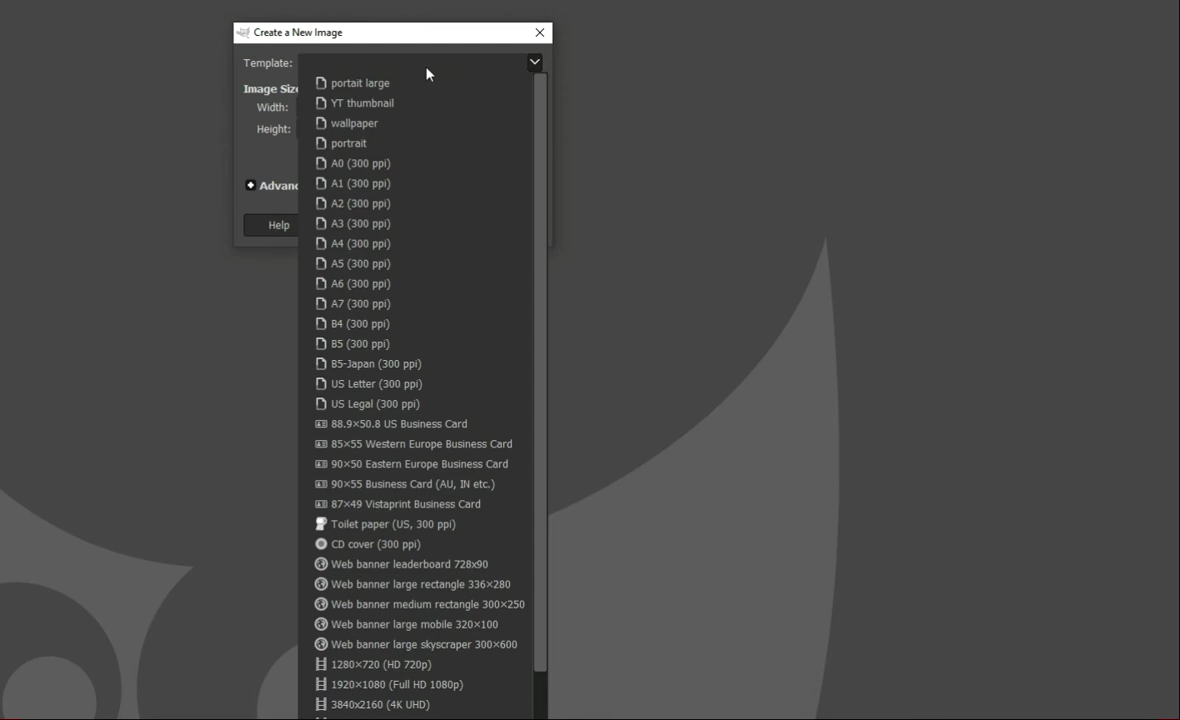 Create a New Image
Template:
portait large
Image Siz
YT thumbnail
Width:
wallpaper
Height:
portrait
A0 (300 ppi)
A1 (300 ppi)
Advanc
A2 (300 ppi)
A3 (300 ppi)
Help
A4 (300 ppi)
A5 (300 ppi)
A6 (300 ppi)
A7 (300 ppi)
B4 (300 ppi)
B5 (300 ppi)
B5-Japan (300 ppi)
US Letter (300 ppi)
US Legal (300 ppi)
88.9×50.8 US Business Card
85×55 Western Europe Business Card
90×50 Eastern Europe Business Card
90×55 Business Card (AU, IN etc.)
87×49 Vistaprint Business Card
Toilet paper (US, 300 ppi)
CD cover (300 ppi)
Web banner leaderboard 728x90
Web banner large rectangle 336×280
Web banner medium rectangle 300×250
Web banner large mobile 320×100
Web banner large skyscraper 300×600
1280×720 (HD 720p)
1920×1080 (Full HD 1080p)
3840x2160 (4K UHD)